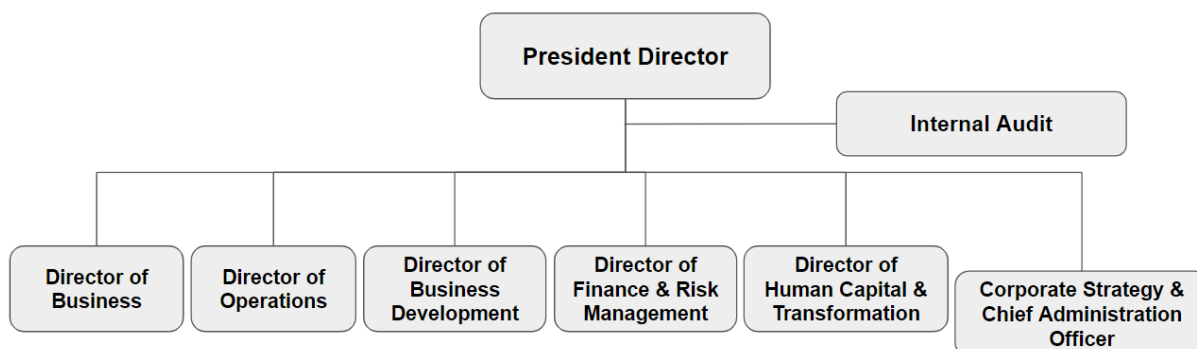 President Director
Internal Audit
Director of
Business
Director of
Operations
Director of
Business
Development
Director of
Finance & Risk
Management
Director of
Human Capital &
Transformation
Corporate Strategy &
Chief Administration
Officer